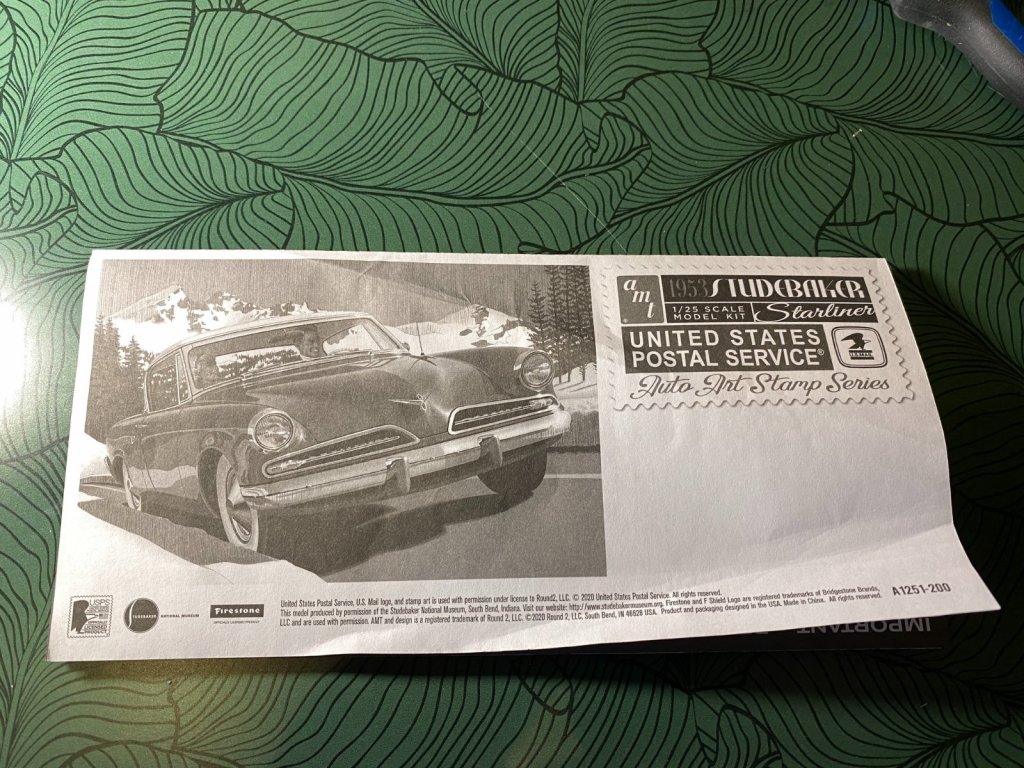 amt
1953 STUDEBAKER
1/25 SCALE
MODEL KIT
Starliner
UNITED STATES
POSTAL SERVICE®
U.S. MAIL
Auto Art Stamp Series
STUDEBAKER
NATIONAL MUSEUM
Firestone
OFFICIALLY LICENSED PRODUCT
United States Postal Service, U.S. Mail logo, and stamp art is used with permission under license to Round2, LLC. © 2020 United States Postal Service. All rights reserved.
This model produced by permission of the Studebaker National Museum, South Bend, Indiana. Visit our website: http://www.studebakermuseum.org. Firestone and F Shield Logo are registered trademarks of Bridgestone Brands,
LLC and are used with permission. AMT and design is a registered trademark of Round 2, LLC. ©2020 Round 2, LLC, South Bend, IN 46628 USA. Product and packaging designed in the USA. Made in China. All rights reserved.
A1251-200
IMPORTANT